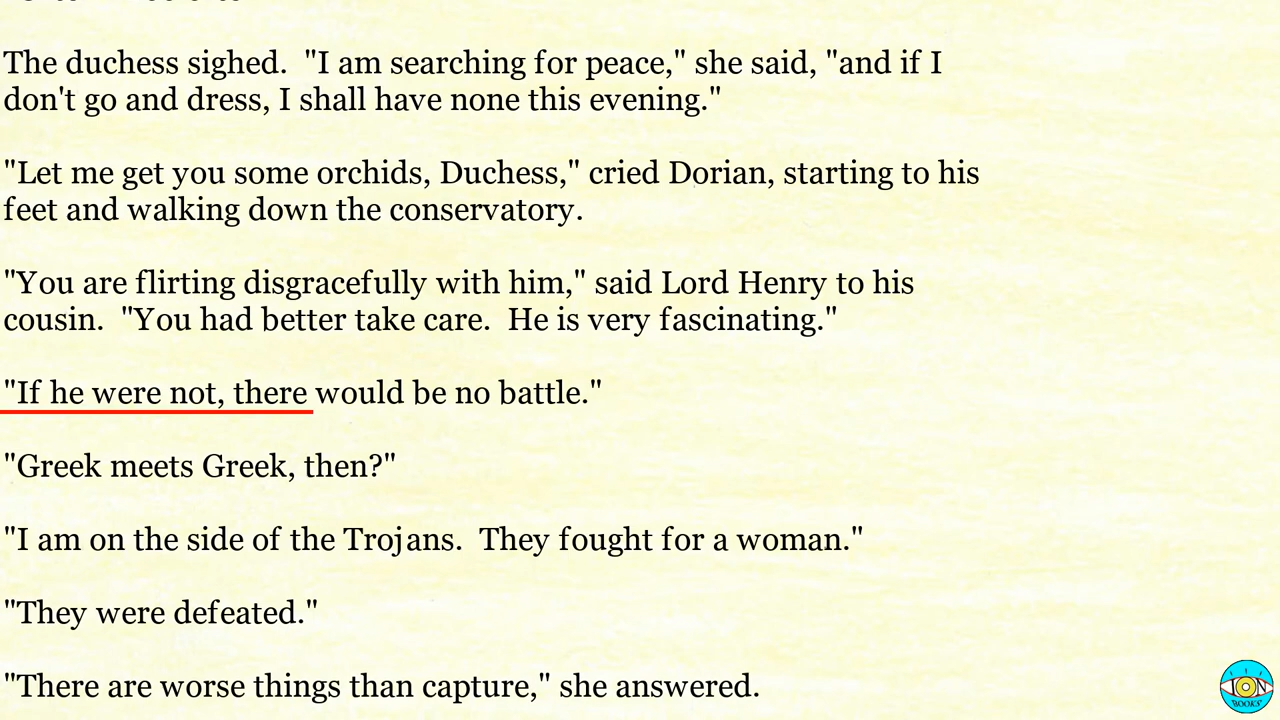 The duchess sighed.  "I am searching for peace," she said, "and if I
don't go and dress, I shall have none this evening."
"Let me get you some orchids, Duchess," cried Dorian, starting to his
feet and walking down the conservatory.
"You are flirting disgracefully with him," said Lord Henry to his
cousin.  "You had better take care.  He is very fascinating."
"If he were not, there would be no battle."
"Greek meets Greek, then?"
"I am on the side of the Trojans.  They fought for a woman."
"They were defeated."
"There are worse things than capture," she answered.
ION
BOOKS